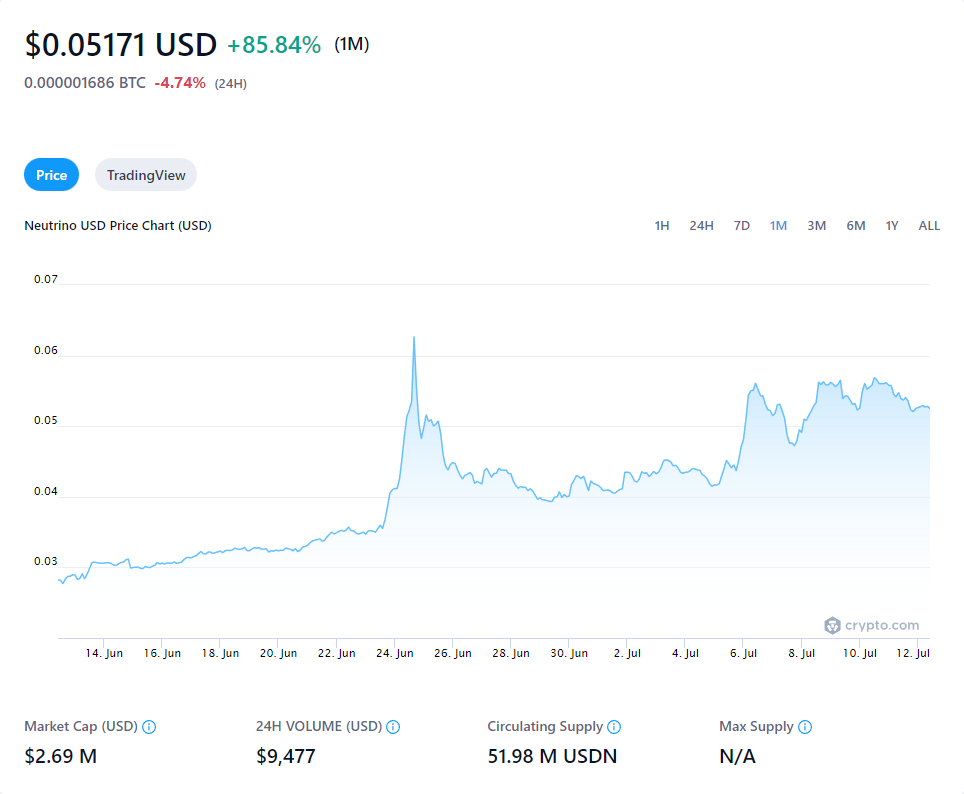 $0.05171 USD +85.84% (1M)
0.000001686 BTC -4.74% (24H)
Price TradingView
Neutrino USD Price Chart (USD) 1H 24H 7D 1M 3M 6M 1Y ALL
0.07
0.06
0.05
0.04
0.03
crypto.com
14. Jun 16. Jun 18. Jun 20. Jun 22. Jun 24. Jun 26. Jun 28. Jun 30. Jun 2. Jul 4. Jul 6. Jul 8. Jul 10. Jul 12. Jul
Market Cap (USD) 24H VOLUME (USD) Circulating Supply Max Supply
$2.69 M $9,477 51.98 M USDN N/A